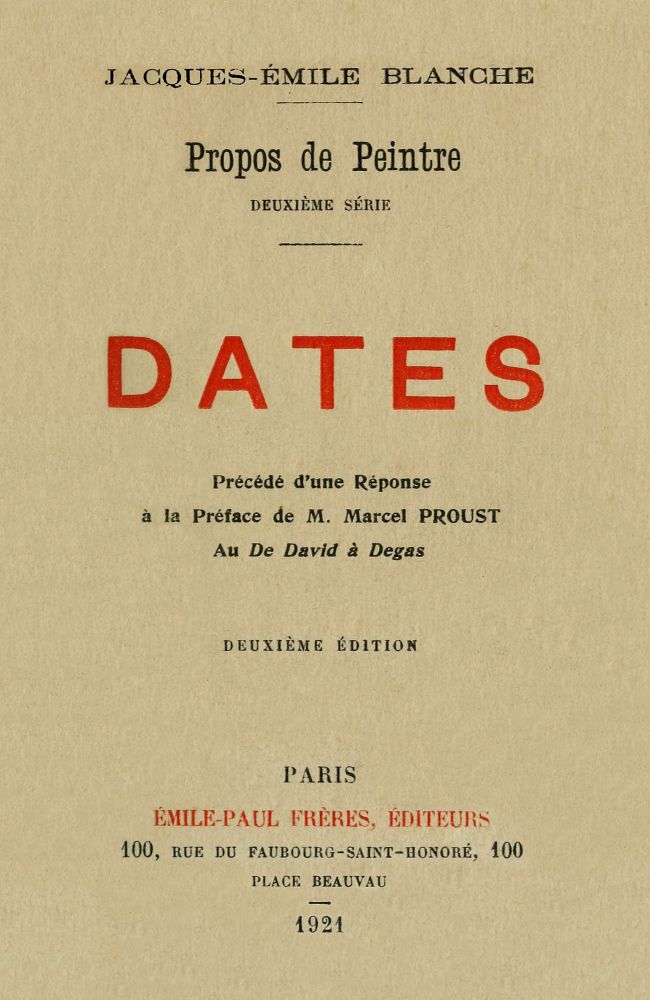 JACQUES-ÉMILE BLANCHE
Propos de Peintre
DEUXIÈME SÉRIE
DATES
Précédé d'une Réponse
à la Préface de M. Marcel PROUST
Au De David à Degas
DEUXIÈME ÉDITION
PARIS
ÉMILE-PAUL FRÈRES, ÉDITEURS
100, RUE DU FAUBOURG-SAINT-HONORÉ, 100
PLACE BEAUVAU
1921